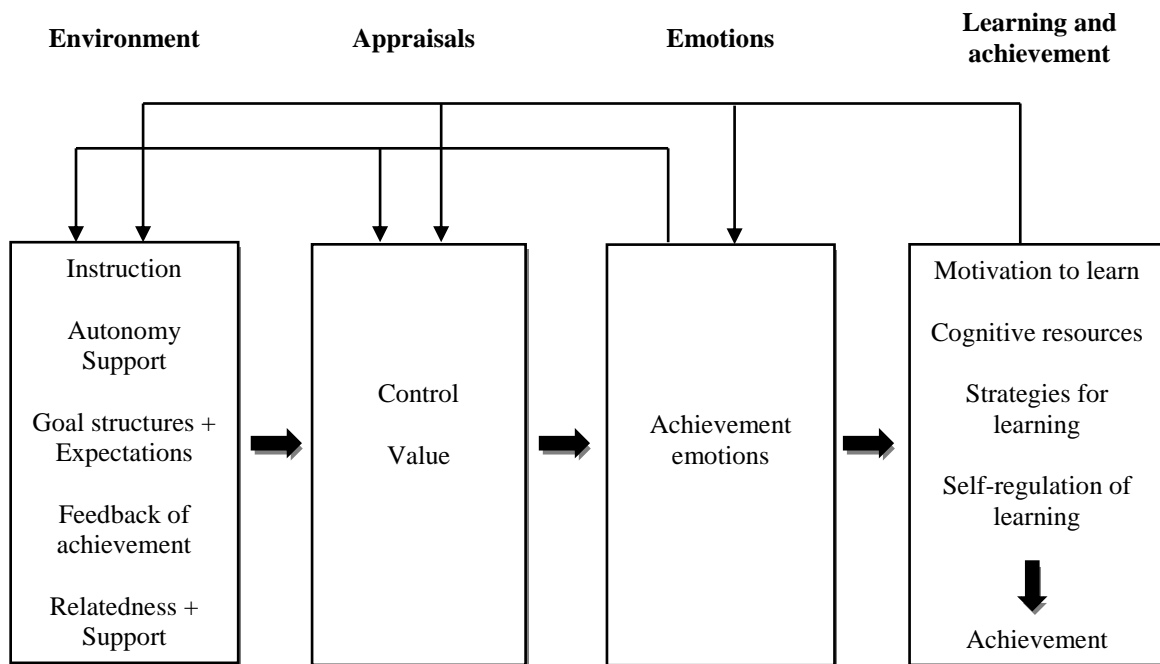 Environment
Appraisals
Emotions
Learning and
achievement
Instruction
Autonomy
Support
Goal structures +
Expectations
Feedback of
achievement
Relatedness +
Support
Control
Value
Achievement
emotions
Motivation to learn
Cognitive resources
Strategies for
learning
Self-regulation of
learning
Achievement